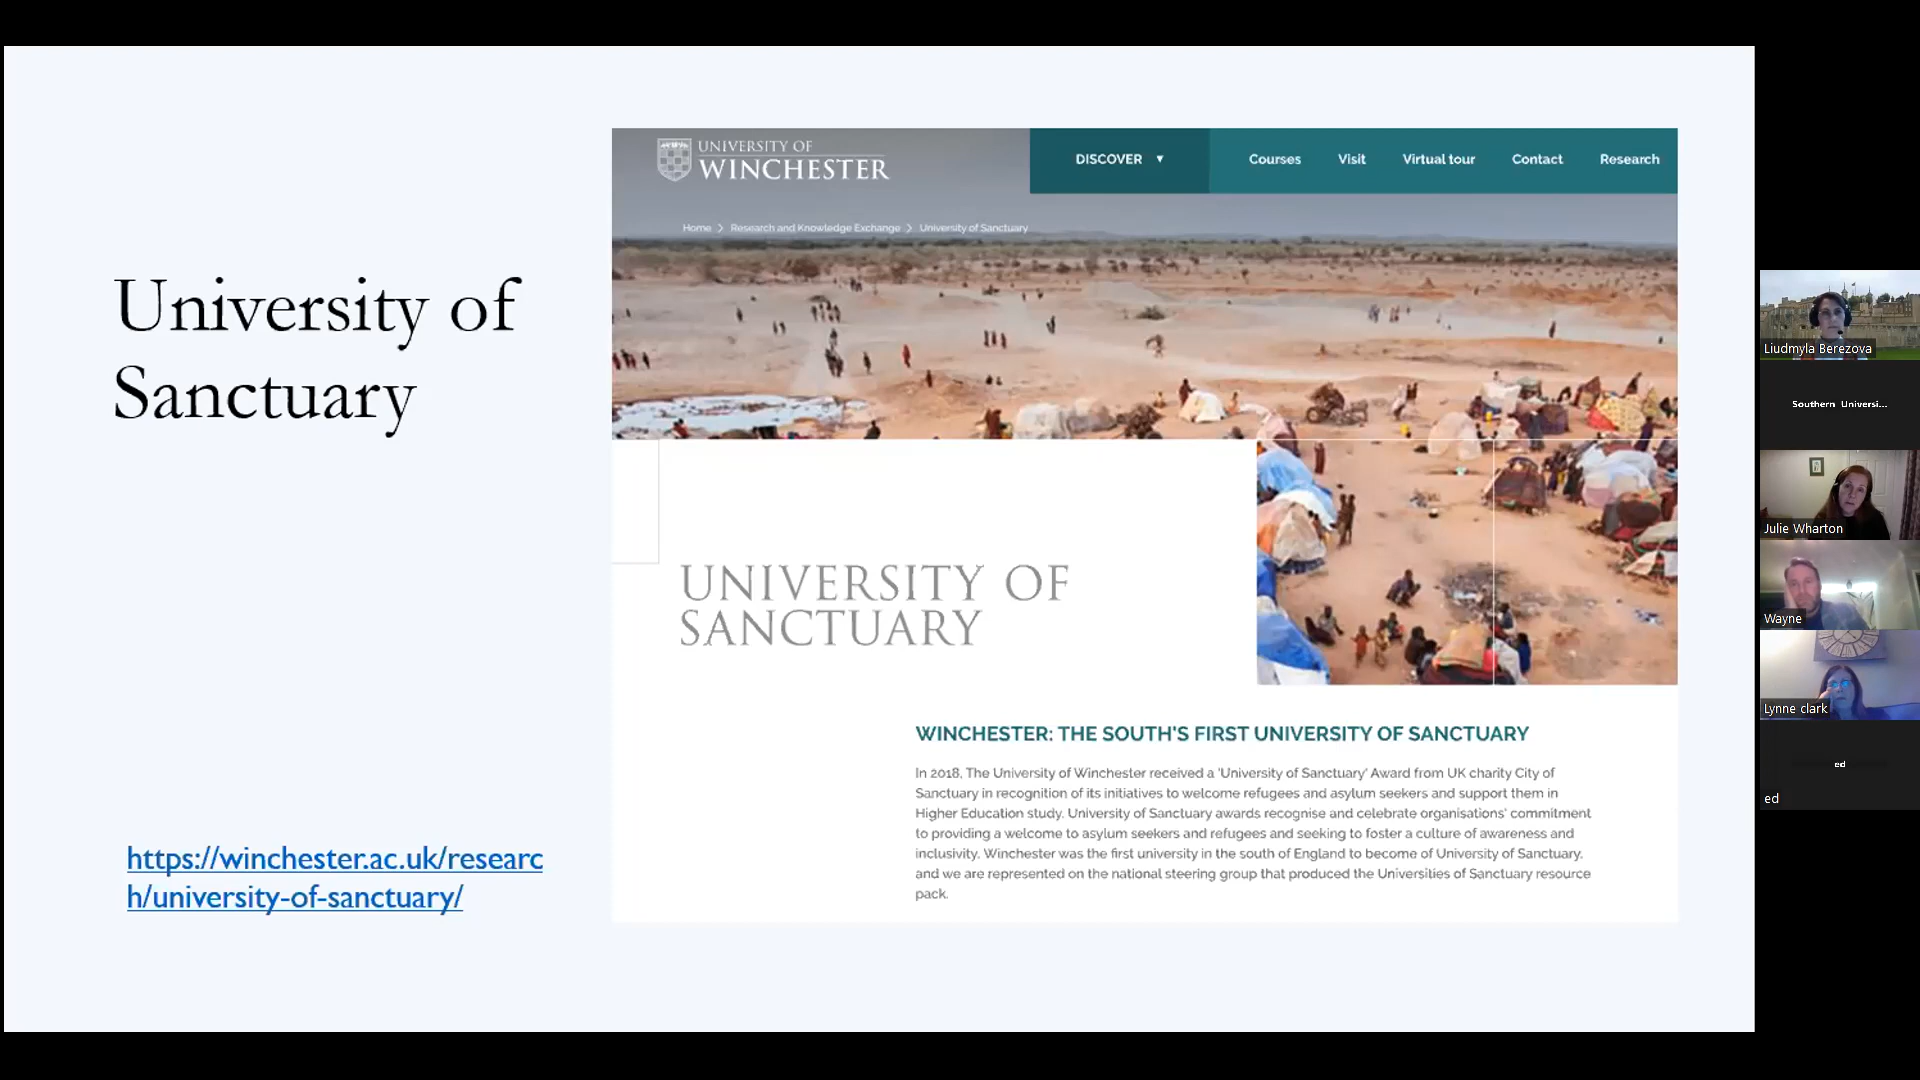 University of
Sanctuary
https://winchester.ac.uk/researc
h/university-of-sanctuary/
UNIVERSITY OF
WINCHESTER
DISCOVER ▼
Courses
Visit
Virtual tour
Contact
Research
Home > Research and Knowledge Exchange > University of Sanctuary
UNIVERSITY OF
SANCTUARY
WINCHESTER: THE SOUTH'S FIRST UNIVERSITY OF SANCTUARY
In 2018, The University of Winchester received a 'University of Sanctuary' Award from UK charity City of
Sanctuary in recognition of its initiatives to welcome refugees and asylum seekers and support them in
Higher Education study. University of Sanctuary awards recognise and celebrate organisations' commitment
to providing a welcome to asylum seekers and refugees and seeking to foster a culture of awareness and
inclusivity. Winchester was the first university in the south of England to become of University of Sanctuary,
and we are represented on the national steering group that produced the Universities of Sanctuary resource
pack.
Liudmyla Berezova
Southern Universi...
Julie Wharton
Wayne
Lynne clark
ed
ed